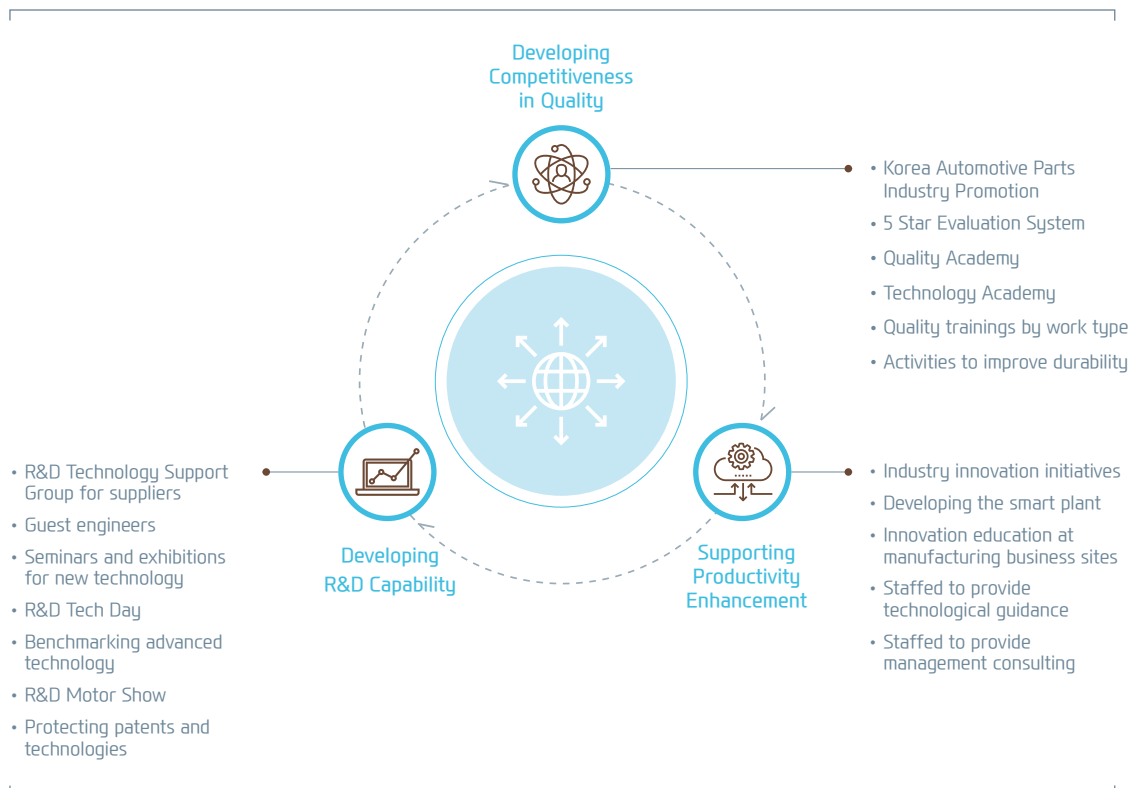 Developing
Competitiveness
in Quality
• Korea Automotive Parts
Industry Promotion
• 5 Star Evaluation System
• Quality Academy
• Technology Academy
• Quality trainings by work type
• Activities to improve durability
• R&D Technology Support
Group for suppliers
• Guest engineers
• Seminars and exhibitions
for new technology
• R&D Tech Day
• Benchmarking advanced
technology
• R&D Motor Show
• Protecting patents and
technologies
Developing
R&D Capability
Supporting
Productivity
Enhancement
• Industry innovation initiatives
• Developing the smart plant
• Innovation education at
manufacturing business sites
• Staffed to provide
technological guidance
• Staffed to provide
management consulting